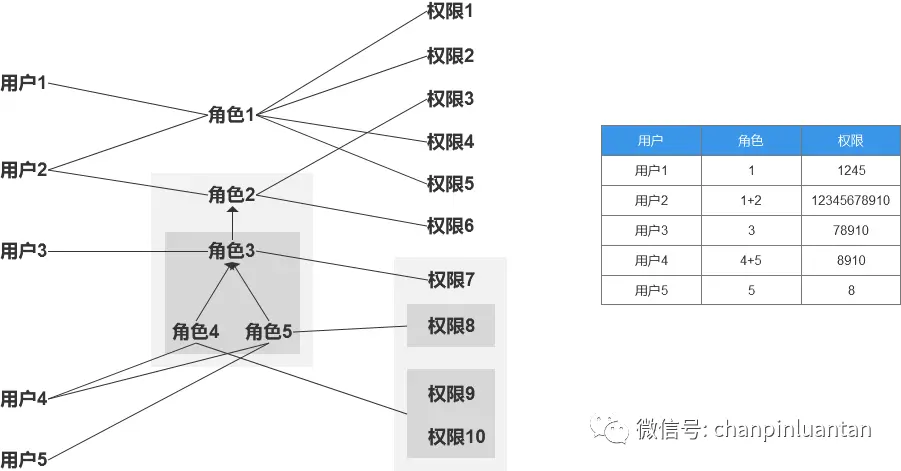 用户1
用户2
用户3
用户4
用户5
角色1
角色2
角色3
角色4
角色5
权限1
权限2
权限3
权限4
权限5
权限6
权限7
权限8
权限9
权限10
用户 角色 权限
用户1 1 1245
用户2 1+2 12345678910
用户3 3 78910
用户4 4+5 8910
用户5 5 8
微信号: chanpinluantan